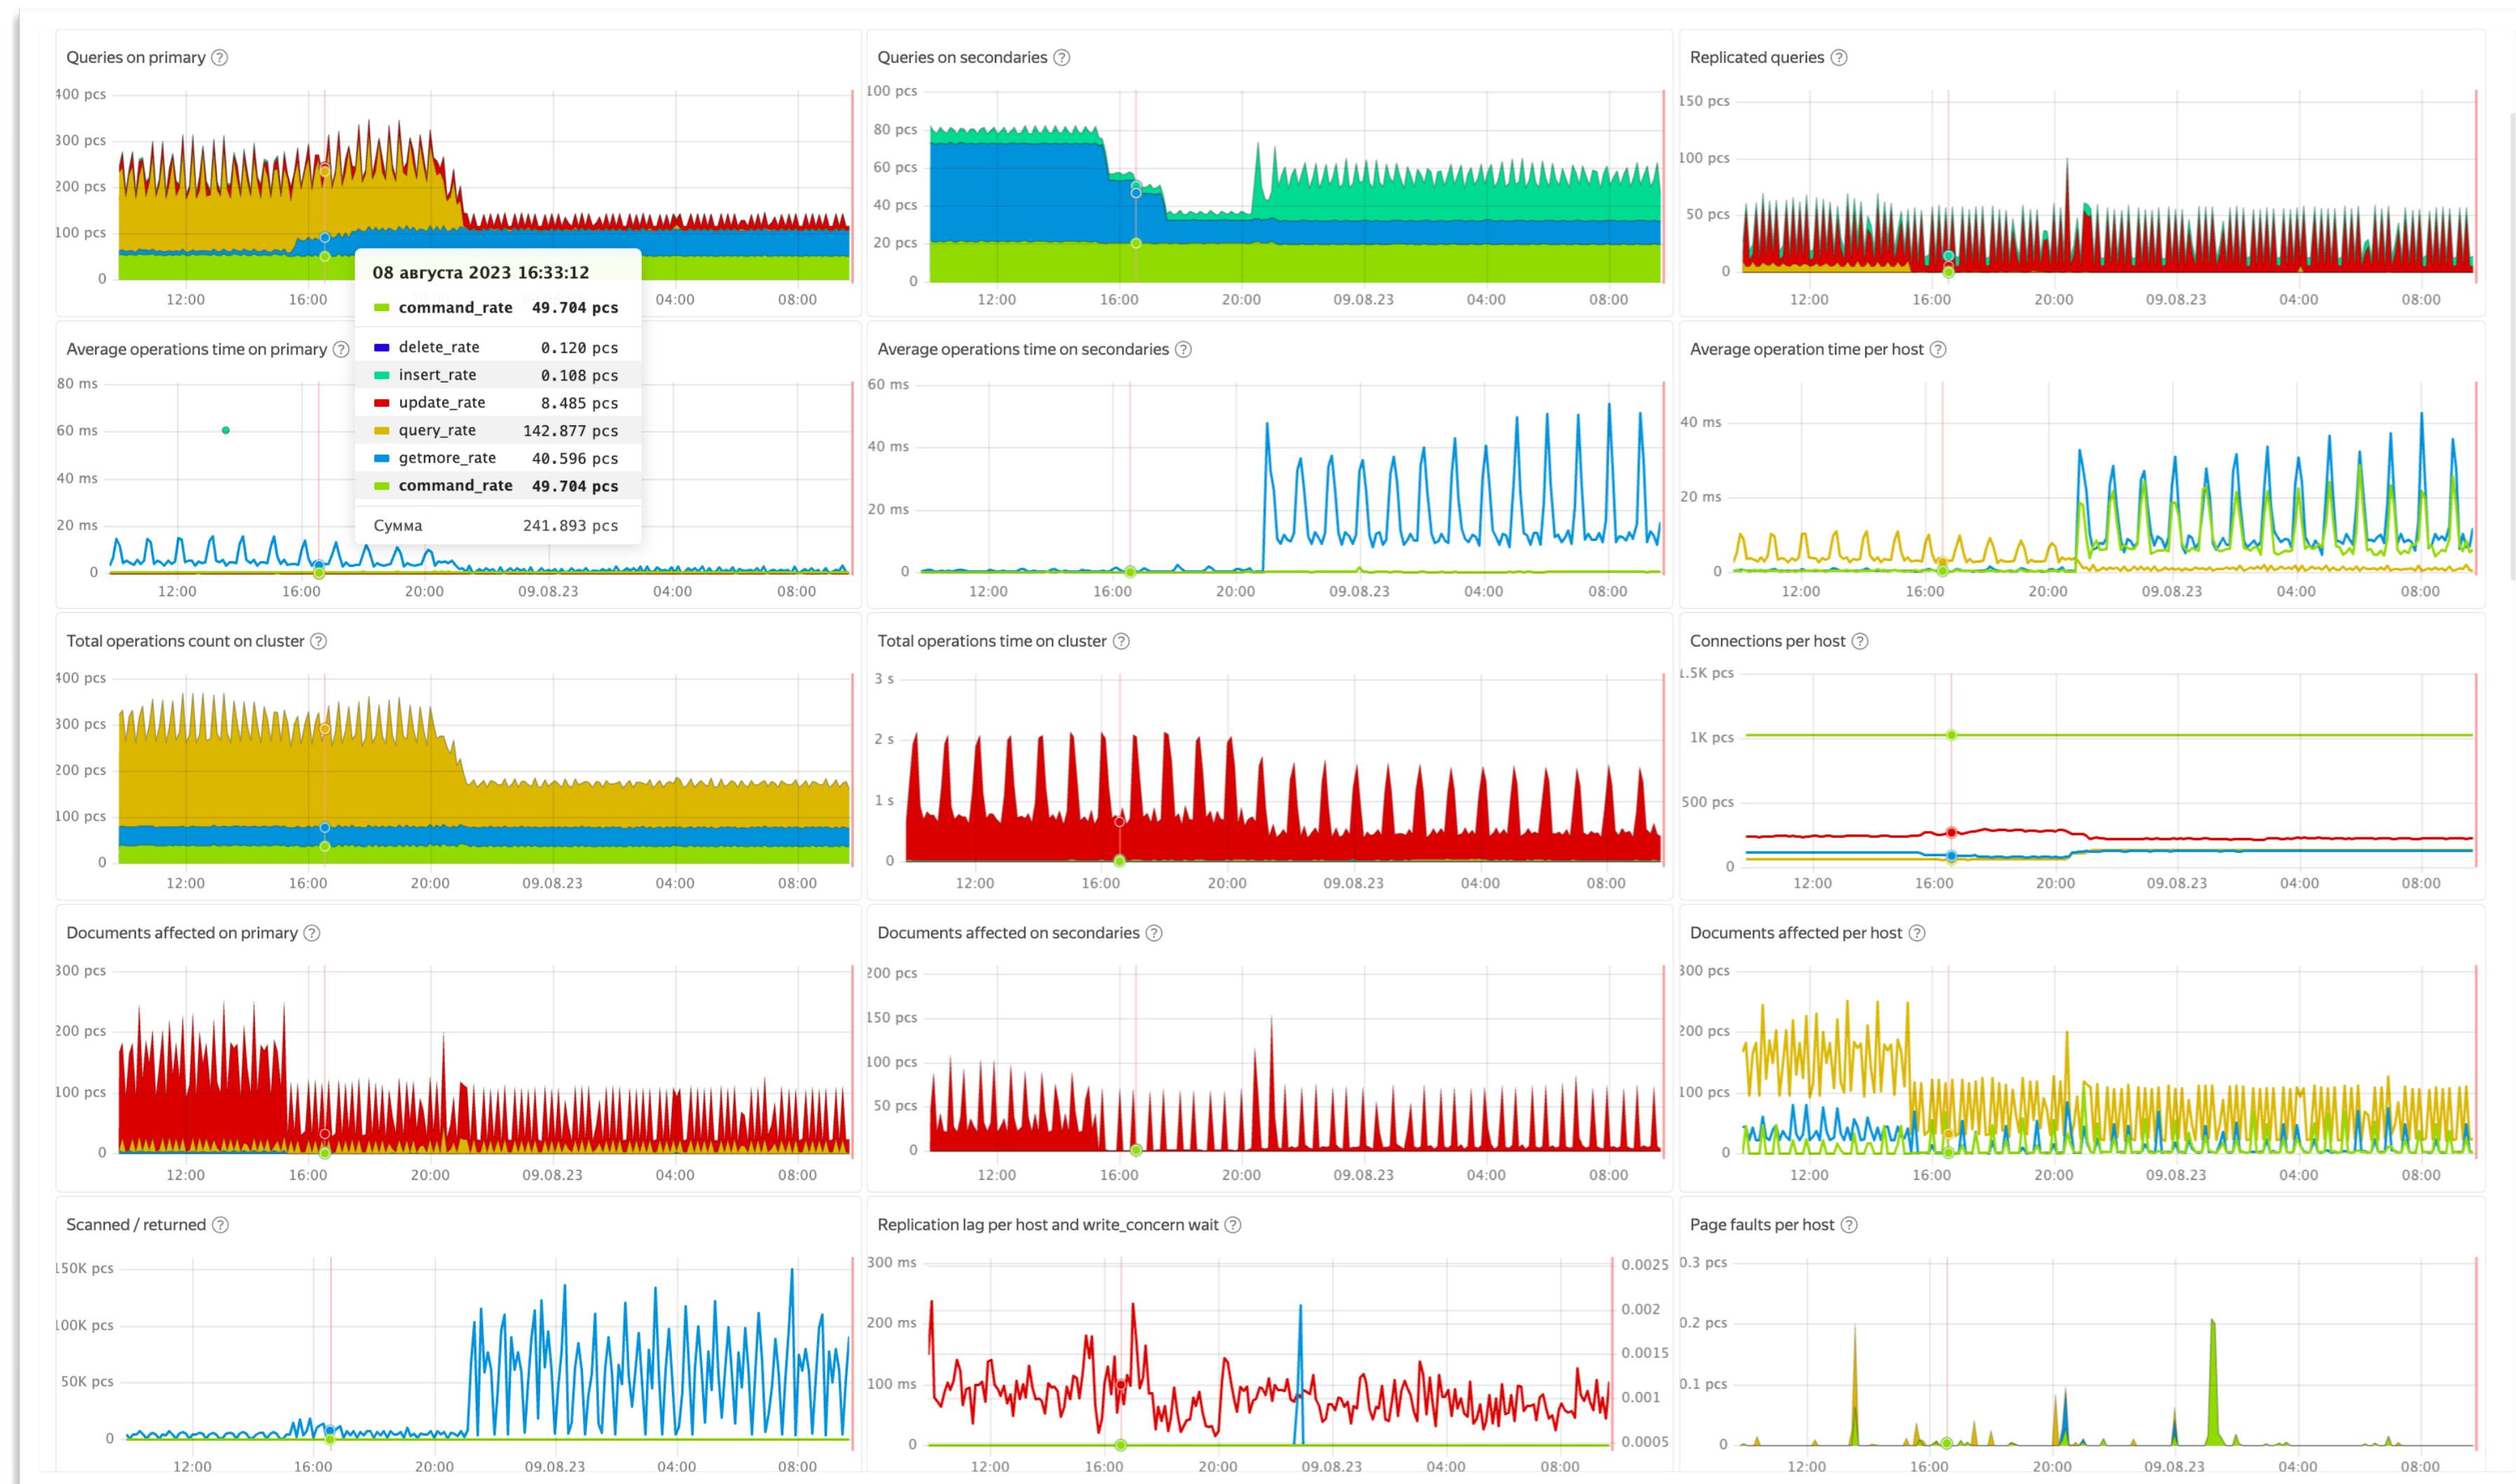 Queries on primary ?
400 pcs
300 pcs
200 pcs
100 pcs
0
12:00 16:00 04:00 08:00
Queries on secondaries ?
100 pcs
80 pcs
60 pcs
40 pcs
20 pcs
0
12:00 16:00 20:00 09.08.23 04:00 08:00
Replicated queries ?
150 pcs
100 pcs
50 pcs
0
12:00 16:00 20:00 09.08.23 04:00 08:00
08 августа 2023 16:33:12
command_rate 49.704 pcs
delete_rate 0.120 pcs
insert_rate 0.108 pcs
update_rate 8.485 pcs
query_rate 142.877 pcs
getmore_rate 40.596 pcs
command_rate 49.704 pcs
Сумма 241.893 pcs
Average operations time on primary ?
80 ms
60 ms
40 ms
20 ms
0
12:00 16:00 20:00 09.08.23 04:00 08:00
Average operations time on secondaries ?
60 ms
40 ms
20 ms
0
12:00 16:00 20:00 09.08.23 04:00 08:00
Average operation time per host ?
40 ms
20 ms
0
12:00 16:00 20:00 09.08.23 04:00 08:00
Total operations count on cluster ?
400 pcs
300 pcs
200 pcs
100 pcs
0
12:00 16:00 20:00 09.08.23 04:00 08:00
Total operations time on cluster ?
3 s
2 s
1 s
0
12:00 16:00 20:00 09.08.23 04:00 08:00
Connections per host ?
1.5K pcs
1K pcs
500 pcs
0
12:00 16:00 20:00 09.08.23 04:00 08:00
Documents affected on primary ?
300 pcs
200 pcs
100 pcs
0
12:00 16:00 20:00 09.08.23 04:00 08:00
Documents affected on secondaries ?
200 pcs
150 pcs
100 pcs
50 pcs
0
12:00 16:00 20:00 09.08.23 04:00 08:00
Documents affected per host ?
300 pcs
200 pcs
100 pcs
0
12:00 16:00 20:00 09.08.23 04:00 08:00
Scanned / returned ?
150K pcs
100K pcs
50K pcs
0
12:00 16:00 20:00 09.08.23 04:00 08:00
Replication lag per host and write_concern wait ?
300 ms 0.0025
200 ms 0.002
0.0015
100 ms 0.001
0 0.0005
12:00 16:00 20:00 09.08.23 04:00 08:00
Page faults per host ?
0.3 pcs
0.2 pcs
0.1 pcs
0
12:00 16:00 20:00 09.08.23 04:00 08:00